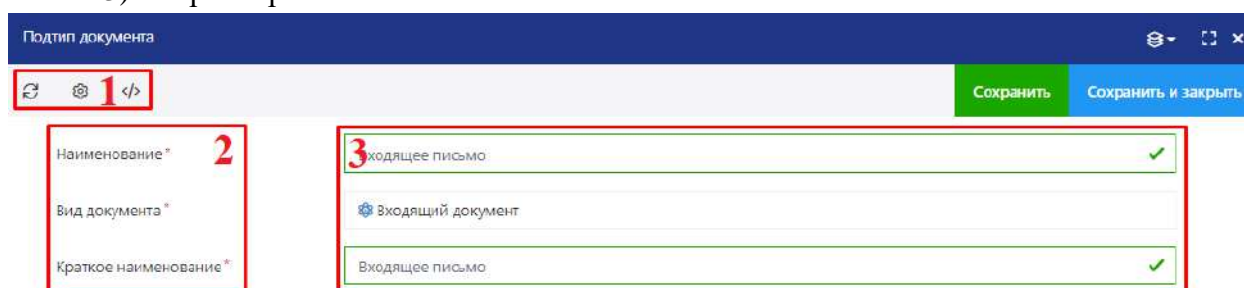 Подтип документа
1 </>
Сохранить Сохранить и закрыть
Наименование* 2 3 входящее письмо
Вид документа* Входящий документ
Краткое наименование* Входящее письмо